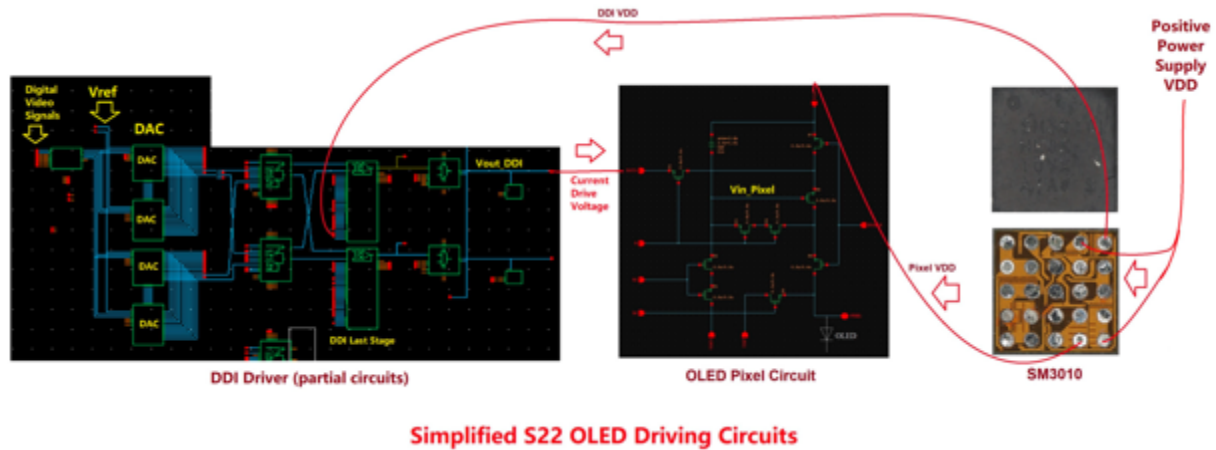 DDI VDD
Positive
Power
Supply
VDD
Digital
Video
Signals
Vref
DAC
DAC
DAC
DAC
DAC
Vout_DDI
DDI Last Stage
Current
Drive
Voltage
Vin_Pixel
OLED
Pixel VDD
DDI Driver (partial circuits)
OLED Pixel Circuit
SM3010
Simplified S22 OLED Driving Circuits